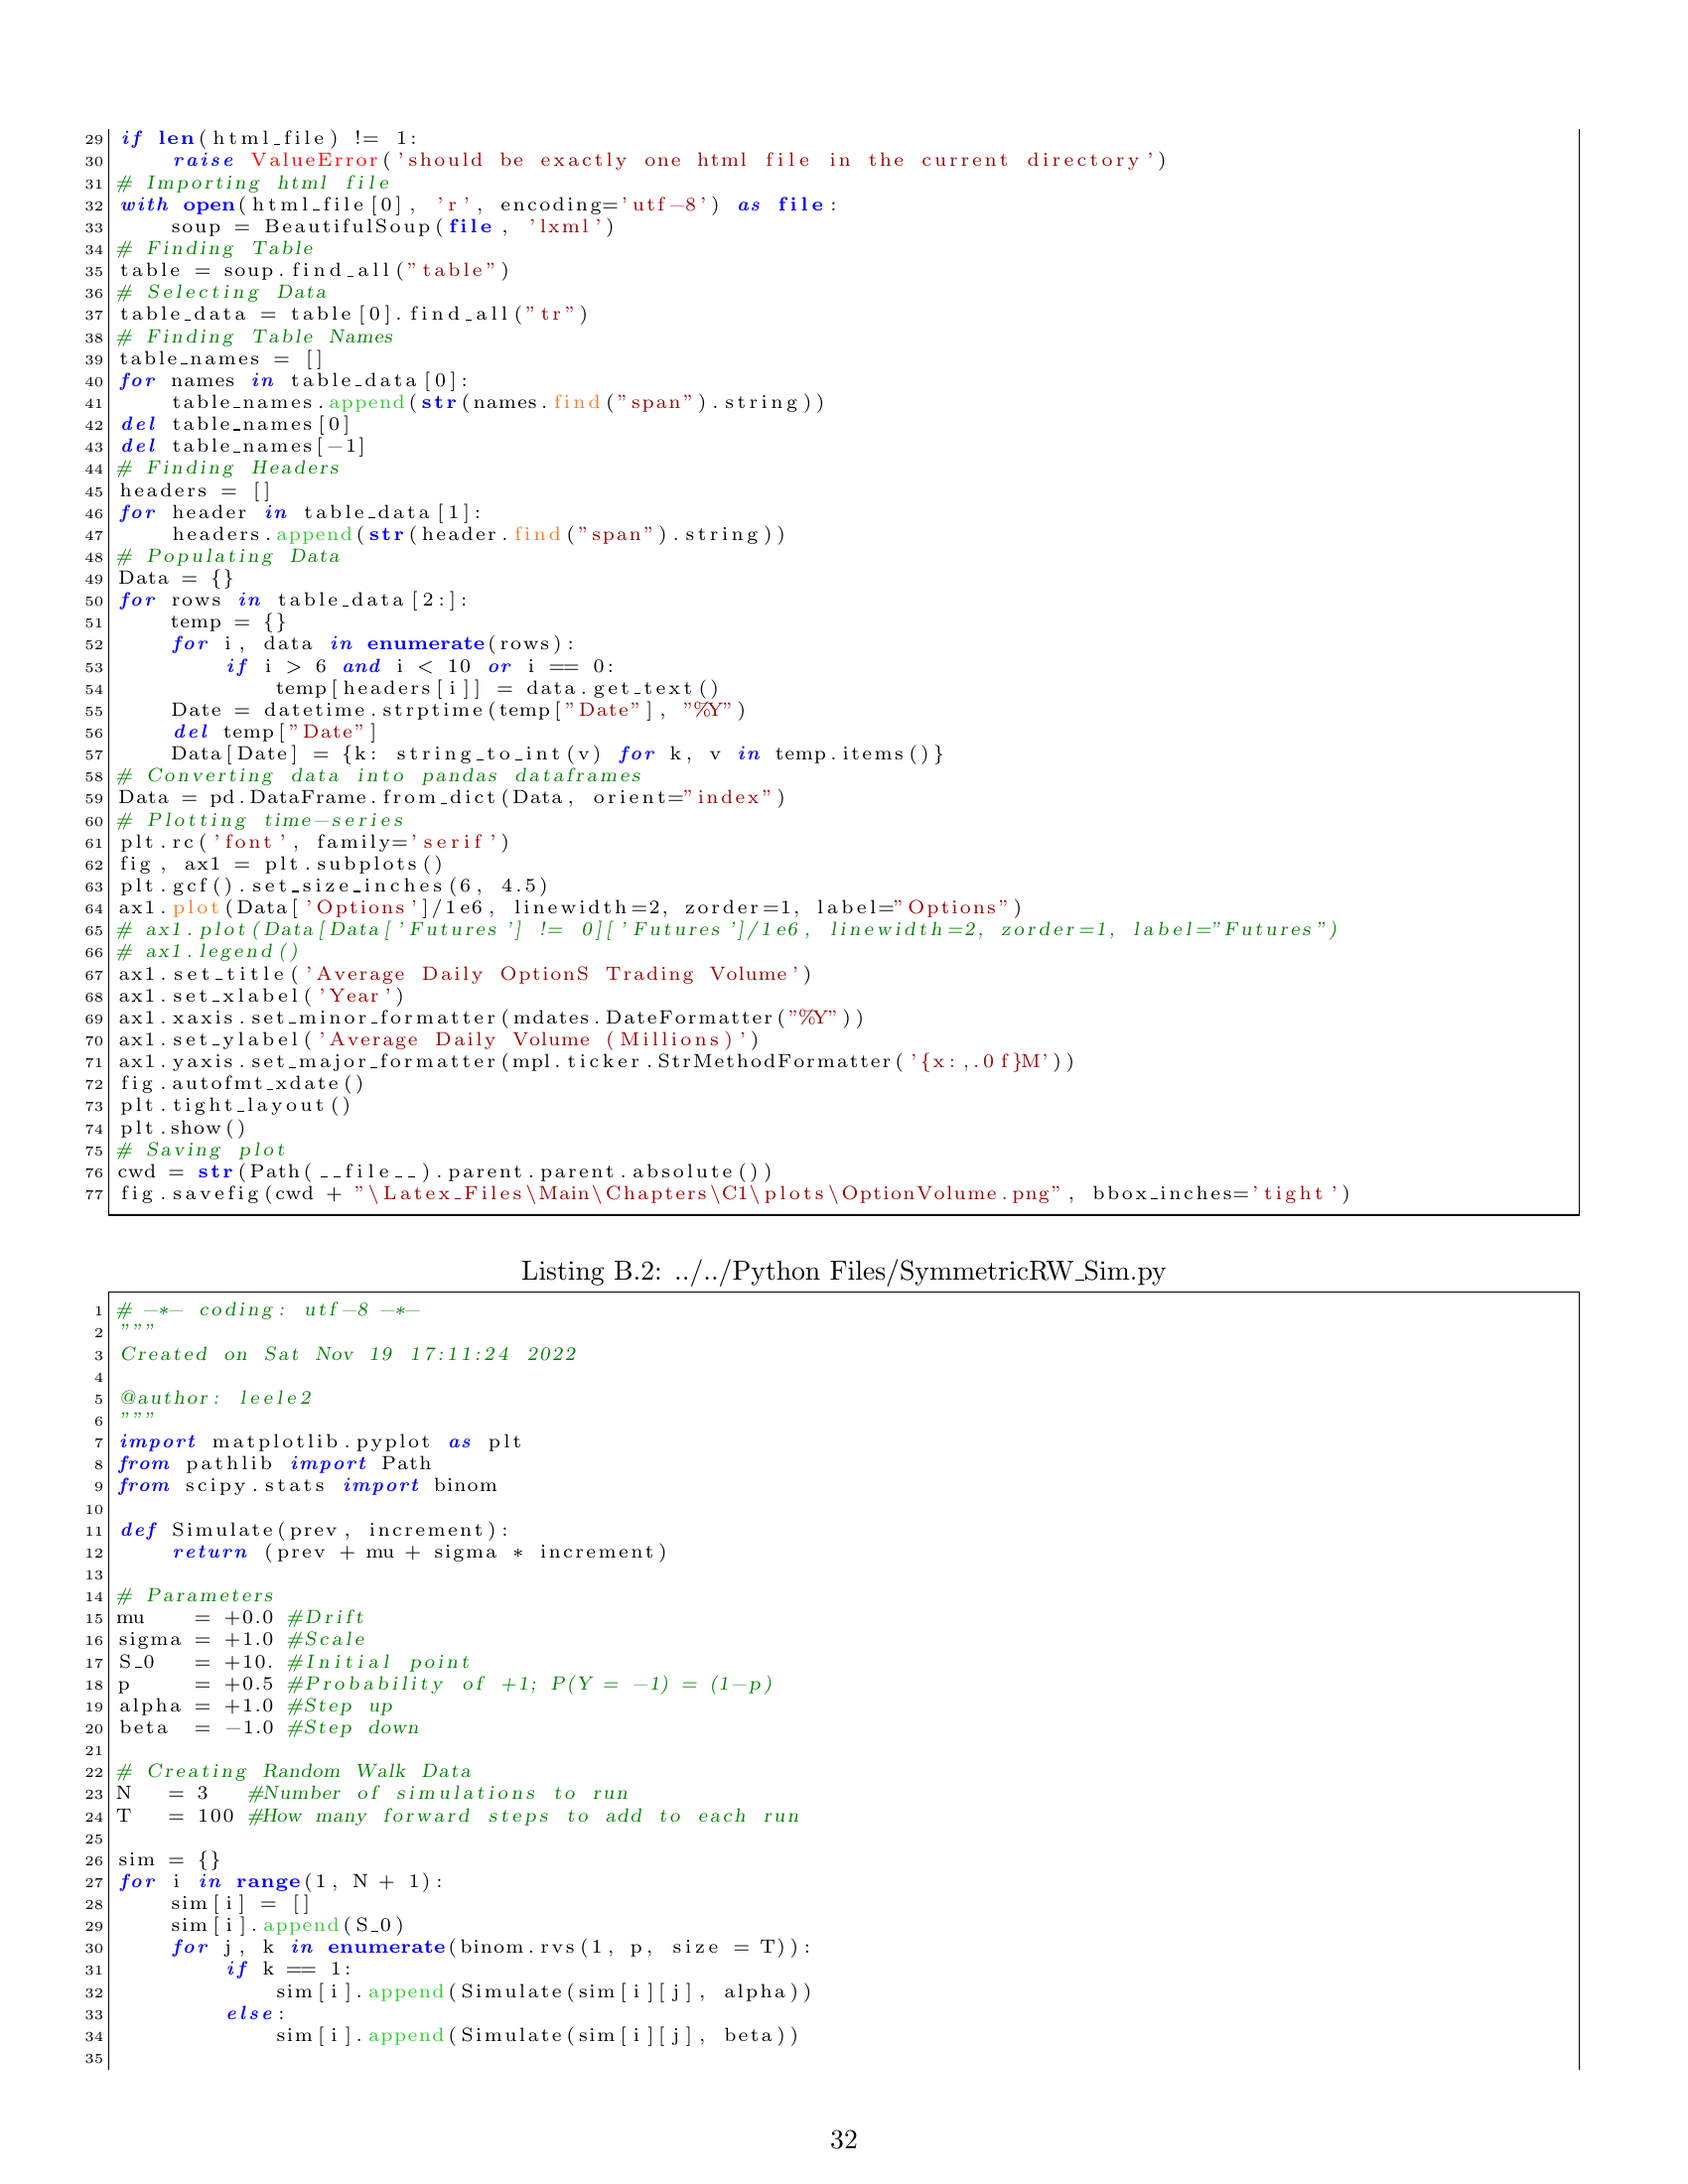 29 if len(html_file) != 1:
30     raise ValueError('should be exactly one html file in the current directory')
31 # Importing html file
32 with open(html_file[0], 'r', encoding='utf-8') as file:
33     soup = BeautifulSoup(file, 'lxml')
34 # Finding Table
35 table = soup.find_all("table")
36 # Selecting Data
37 table_data = table[0].find_all("tr")
38 # Finding Table Names
39 table_names = []
40 for names in table_data[0]:
41     table_names.append(str(names.find("span").string))
42 del table_names[0]
43 del table_names[-1]
44 # Finding Headers
45 headers = []
46 for header in table_data[1]:
47     headers.append(str(header.find("span").string))
48 # Populating Data
49 Data = {}
50 for rows in table_data[2:]:
51     temp = {}
52     for i, data in enumerate(rows):
53         if i > 6 and i < 10 or i == 0:
54             temp[headers[i]] = data.get_text()
55     Date = datetime.strptime(temp["Date"], "%Y")
56     del temp["Date"]
57     Data[Date] = {k: string_to_int(v) for k, v in temp.items()}
58 # Converting data into pandas dataframes
59 Data = pd.DataFrame.from_dict(Data, orient="index")
60 # Plotting time-series
61 plt.rc('font', family='serif')
62 fig, ax1 = plt.subplots()
63 plt.gcf().set_size_inches(6, 4.5)
64 ax1.plot(Data['Options']/1e6, linewidth=2, zorder=1, label="Options")
65 # ax1.plot(Data[Data['Futures'] != 0]['Futures']/1e6, linewidth=2, zorder=1, label="Futures")
66 # ax1.legend()
67 ax1.set_title('Average Daily OptionS Trading Volume')
68 ax1.set_xlabel('Year')
69 ax1.xaxis.set_minor_formatter(mdates.DateFormatter("%Y"))
70 ax1.set_ylabel('Average Daily Volume (Millions)')
71 ax1.yaxis.set_major_formatter(mpl.ticker.StrMethodFormatter('{x:,.0f}M'))
72 fig.autofmt_xdate()
73 plt.tight_layout()
74 plt.show()
75 # Saving plot
76 cwd = str(Path(__file__).parent.parent.absolute())
77 fig.savefig(cwd + "\Latex_Files\Main\Chapters\C1\plots\OptionVolume.png", bbox_inches='tight')
Listing B.2: ../../Python Files/SymmetricRW_Sim.py
1 # -*- coding: utf-8 -*-
2 """
3 Created on Sat Nov 19 17:11:24 2022
4
5 @author: leele2
6 """
7 import matplotlib.pyplot as plt
8 from pathlib import Path
9 from scipy.stats import binom
10
11 def Simulate(prev, increment):
12     return (prev + mu + sigma * increment)
13
14 # Parameters
15 mu    = +0.0 #Drift
16 sigma = +1.0 #Scale
17 S_0   = +10. #Initial point
18 p     = +0.5 #Probability of +1; P(Y = -1) = (1-p)
19 alpha = +1.0 #Step up
20 beta  = -1.0 #Step down
21
22 # Creating Random Walk Data
23 N   = 3   #Number of simulations to run
24 T   = 100 #How many forward steps to add to each run
25
26 sim = {}
27 for i in range(1, N + 1):
28     sim[i] = []
29     sim[i].append(S_0)
30     for j, k in enumerate(binom.rvs(1, p, size = T)):
31         if k == 1:
32             sim[i].append(Simulate(sim[i][j], alpha))
33         else:
34             sim[i].append(Simulate(sim[i][j], beta))
35
32